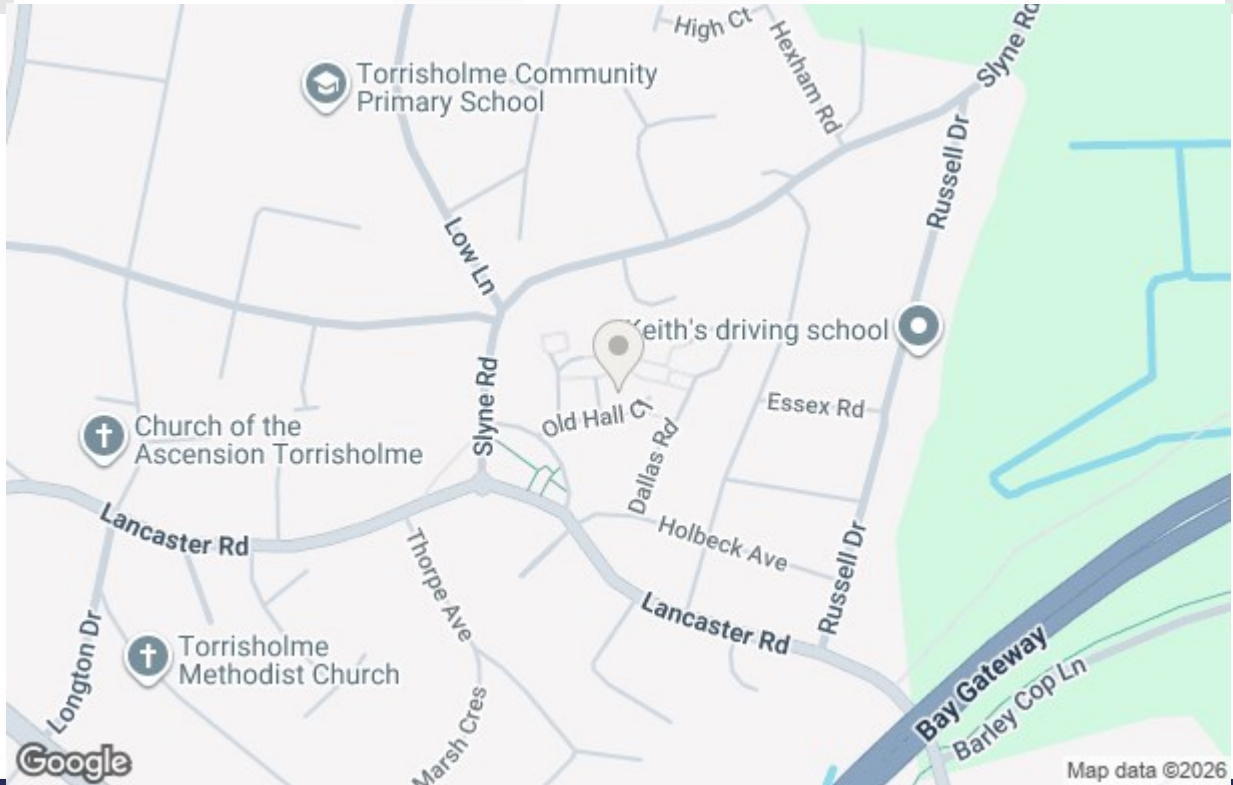 High Ct
Hexham Rd
Slyne Rd
Torrisholme Community
Primary School
Russell Dr
Low Ln
Keith's driving school
Slyne Rd
Old Hall Ct
Essex Rd
Dallas Rd
Church of the
Ascension Torrisholme
Lancaster Rd
Thorpe Ave
Holbeck Ave
Russell Dr
Lancaster Rd
Longton Dr
Torrisholme
Methodist Church
Marsh Cres
Bay Gateway
Barley Cop Ln
Google
Map data ©2026